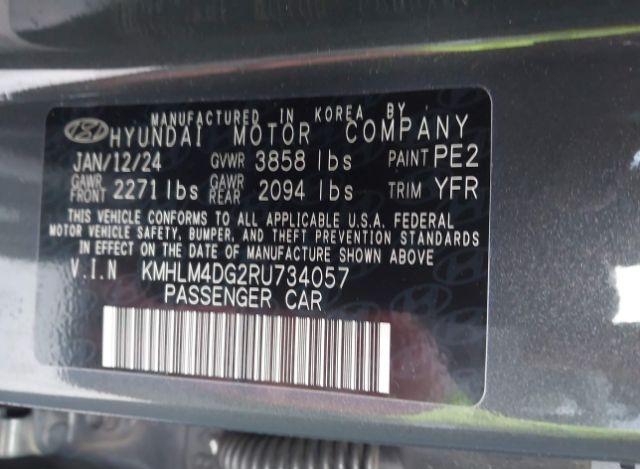 MANUFACTURED IN KOREA BY
HYUNDAI MOTOR COMPANY
JAN/12/24 GVWR 3858 lbs PAINT PE2
GAWR FRONT 2271 lbs GAWR REAR 2094 lbs TRIM YFR
THIS VEHICLE CONFORMS TO ALL APPLICABLE U.S.A. FEDERAL
MOTOR VEHICLE SAFETY, BUMPER, AND THEFT PREVENTION STANDARDS
IN EFFECT ON THE DATE OF MANUFACTURE SHOWN ABOVE
V.I.N KMHLM4DG2RU734057
PASSENGER CAR